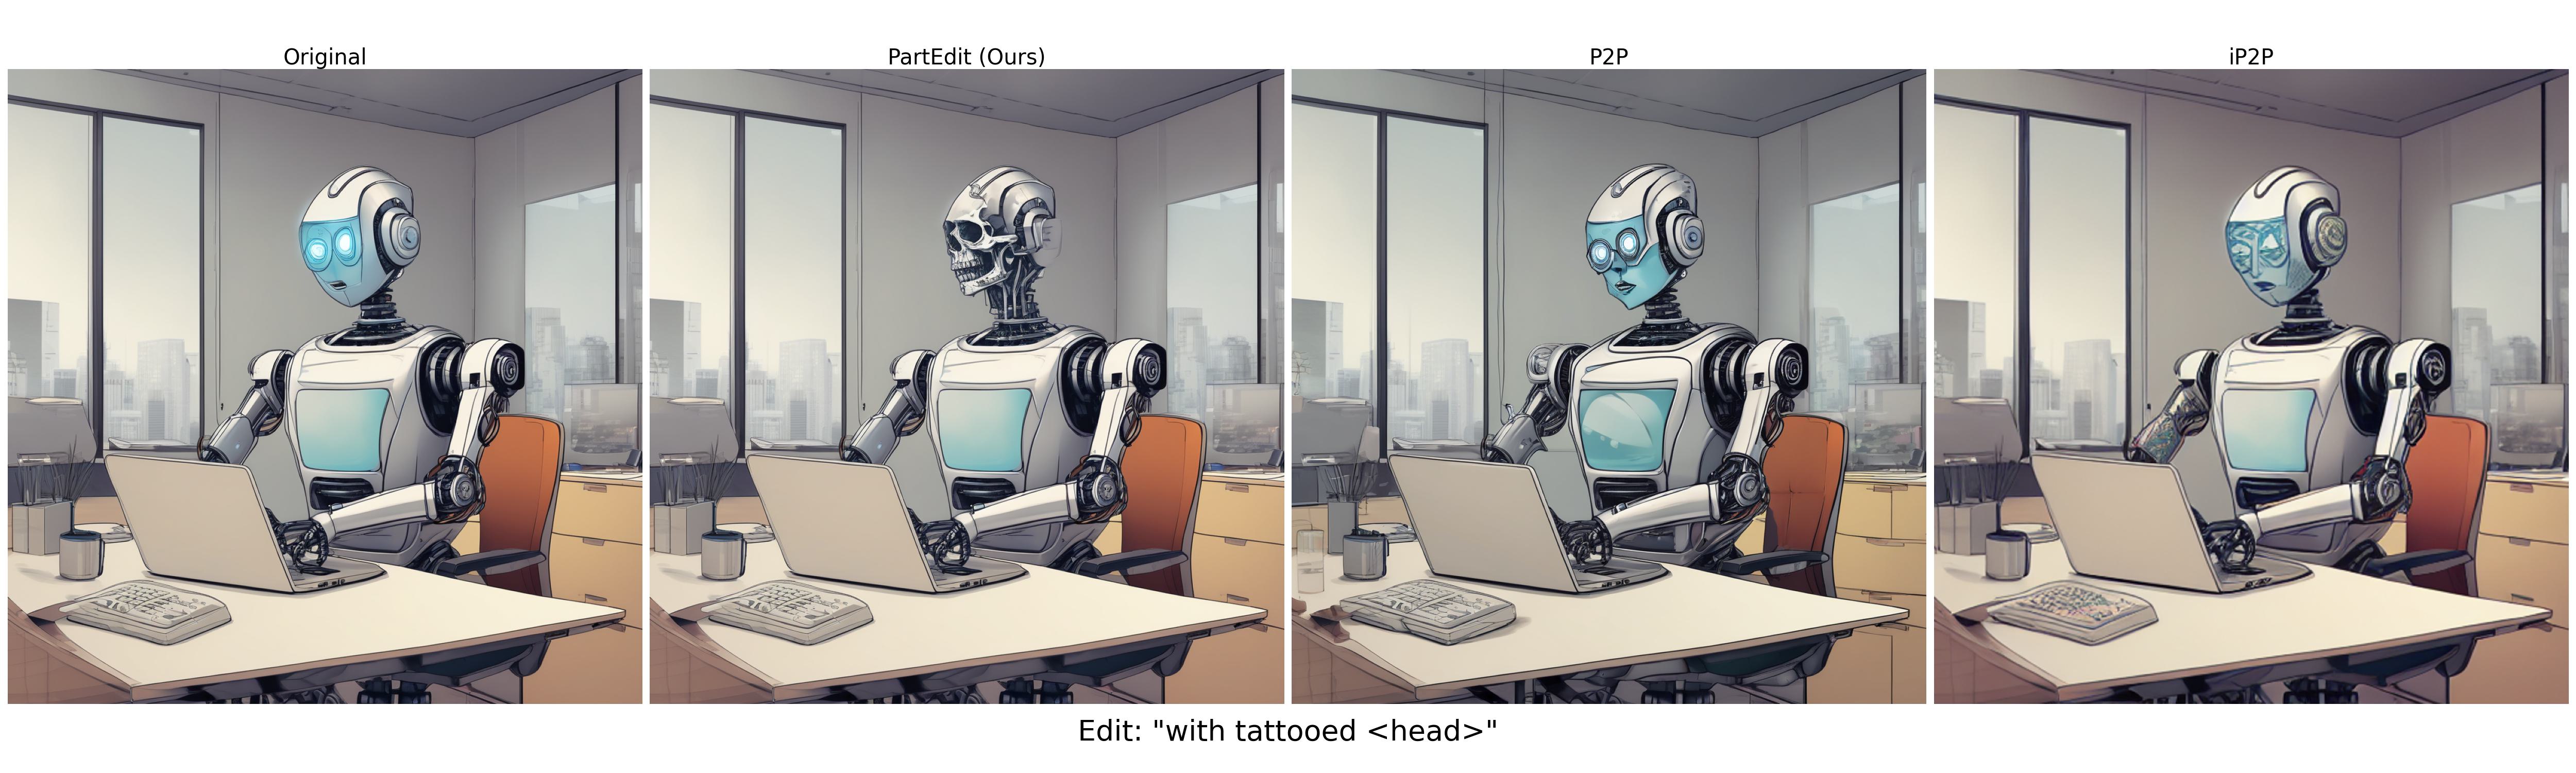 Original
PartEdit (Ours)
P2P
iP2P
Edit: "with tattooed <head>"